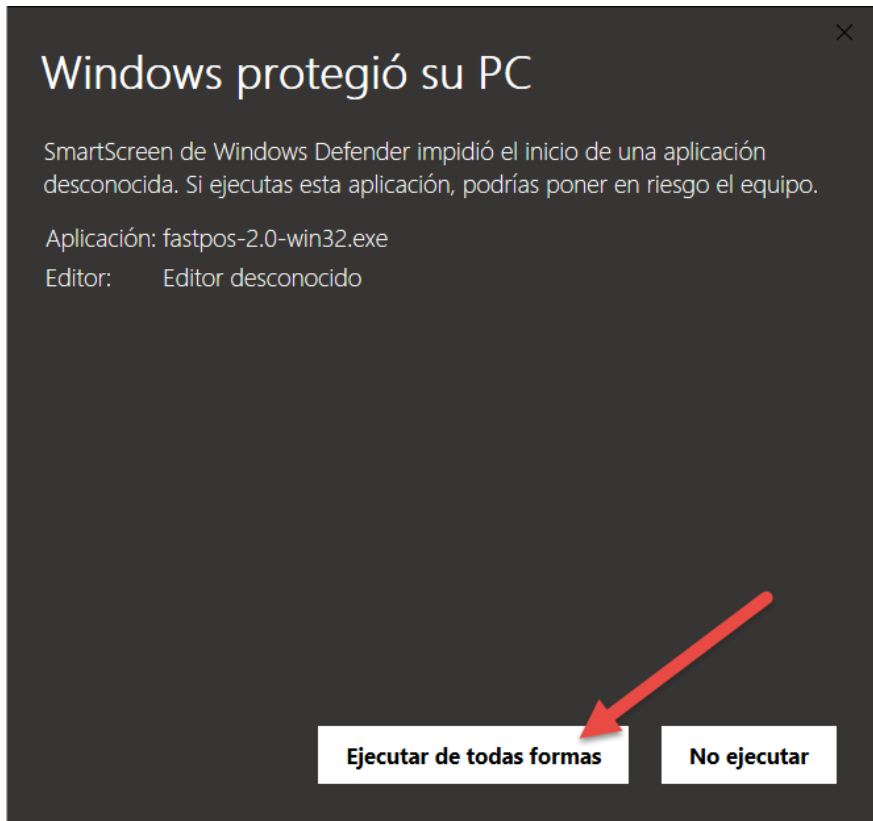 Windows protegió su PC
SmartScreen de Windows Defender impidió el inicio de una aplicación
desconocida. Si ejecutas esta aplicación, podrías poner en riesgo el equipo.
Aplicación: fastpos-2.0-win32.exe
Editor: Editor desconocido
Ejecutar de todas formas No ejecutar